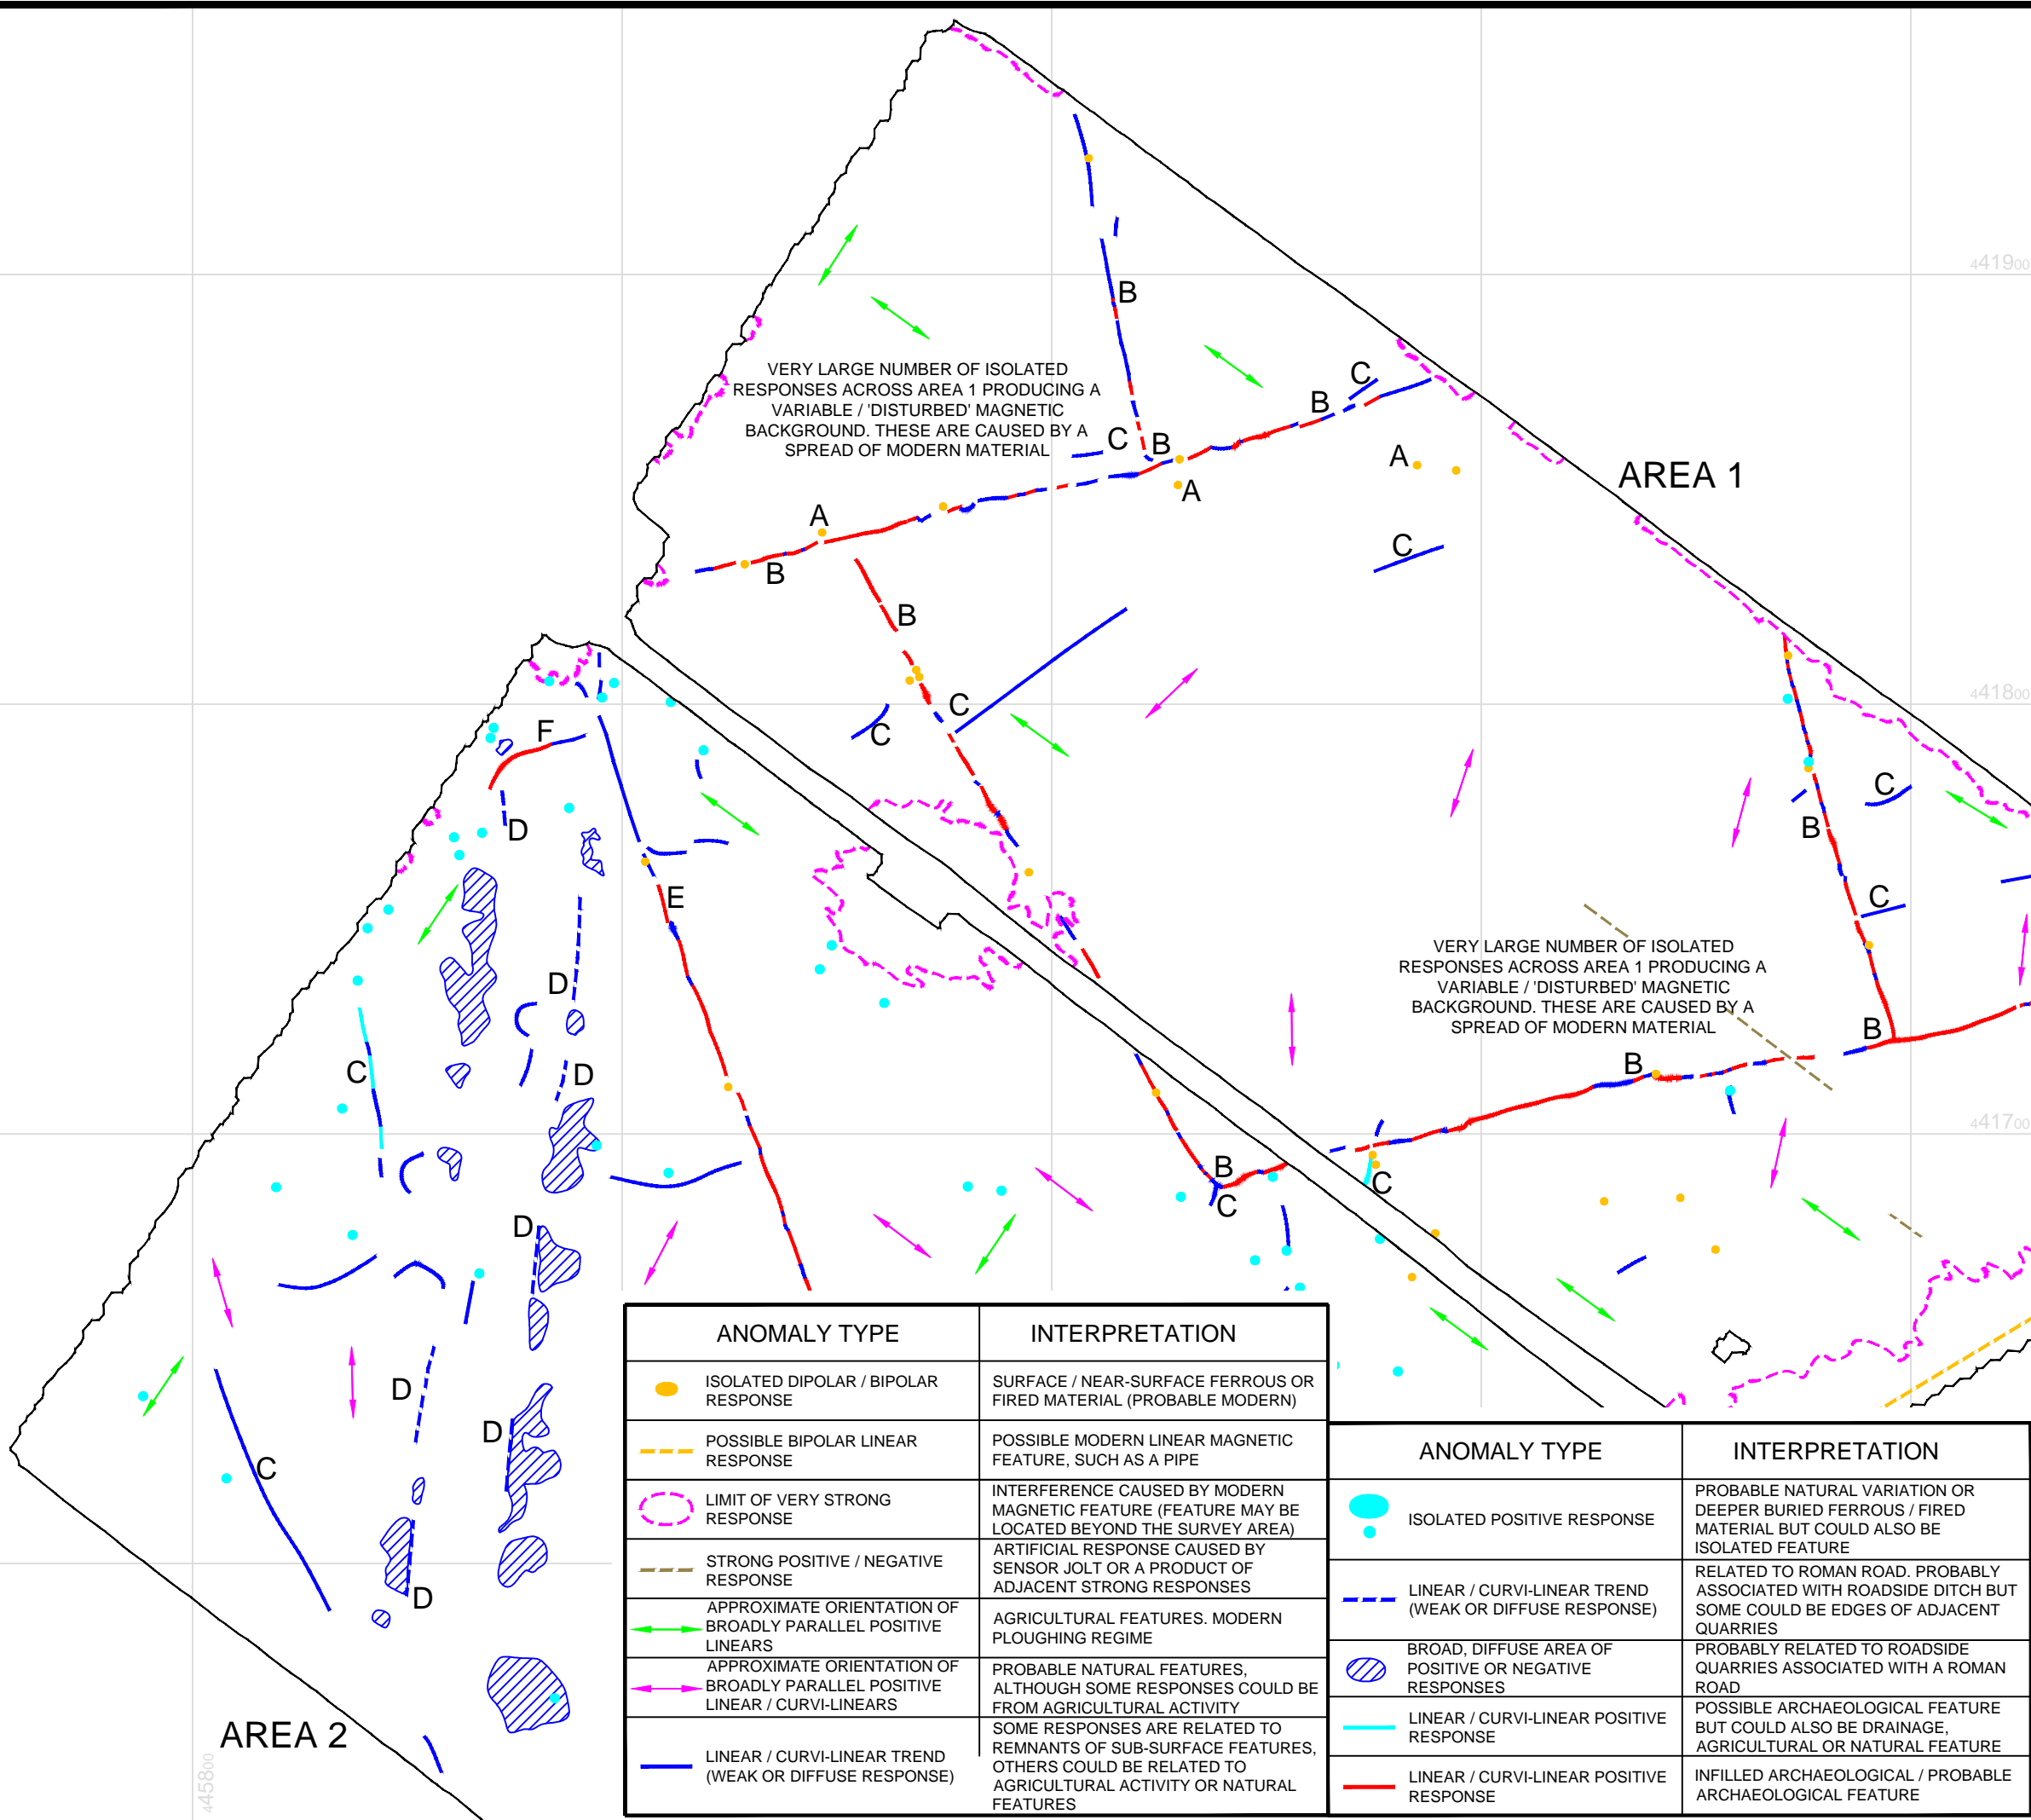 441900
B
VERY LARGE NUMBER OF ISOLATED
RESPONSES ACROSS AREA 1 PRODUCING A
VARIABLE / 'DISTURBED' MAGNETIC
BACKGROUND. THESE ARE CAUSED BY A
SPREAD OF MODERN MATERIAL
C
B
C
B
A
AREA 1
A
A
B
C
B
441800
C
C
F
C
B
D
E
C
VERY LARGE NUMBER OF ISOLATED
RESPONSES ACROSS AREA 1 PRODUCING A
VARIABLE / 'DISTURBED' MAGNETIC
BACKGROUND. THESE ARE CAUSED BY A
SPREAD OF MODERN MATERIAL
D
B
C
D
B
441700
B
C
C
D
D
D
C
D
AREA 2
445800
ANOMALY TYPE
INTERPRETATION
ISOLATED DIPOLAR / BIPOLAR
RESPONSE
SURFACE / NEAR-SURFACE FERROUS OR
FIRED MATERIAL (PROBABLE MODERN)
POSSIBLE BIPOLAR LINEAR
RESPONSE
POSSIBLE MODERN LINEAR MAGNETIC
FEATURE, SUCH AS A PIPE
LIMIT OF VERY STRONG
RESPONSE
INTERFERENCE CAUSED BY MODERN
MAGNETIC FEATURE (FEATURE MAY BE
LOCATED BEYOND THE SURVEY AREA)
STRONG POSITIVE / NEGATIVE
RESPONSE
ARTIFICIAL RESPONSE CAUSED BY
SENSOR JOLT OR A PRODUCT OF
ADJACENT STRONG RESPONSES
APPROXIMATE ORIENTATION OF
BROADLY PARALLEL POSITIVE
LINEARS
AGRICULTURAL FEATURES. MODERN
PLOUGHING REGIME
APPROXIMATE ORIENTATION OF
BROADLY PARALLEL POSITIVE
LINEAR / CURVI-LINEARS
PROBABLE NATURAL FEATURES,
ALTHOUGH SOME RESPONSES COULD BE
FROM AGRICULTURAL ACTIVITY
LINEAR / CURVI-LINEAR TREND
(WEAK OR DIFFUSE RESPONSE)
SOME RESPONSES ARE RELATED TO
REMNANTS OF SUB-SURFACE FEATURES,
OTHERS COULD BE RELATED TO
AGRICULTURAL ACTIVITY OR NATURAL
FEATURES
ANOMALY TYPE
INTERPRETATION
ISOLATED POSITIVE RESPONSE
PROBABLE NATURAL VARIATION OR
DEEPER BURIED FERROUS / FIRED
MATERIAL BUT COULD ALSO BE
ISOLATED FEATURE
LINEAR / CURVI-LINEAR TREND
(WEAK OR DIFFUSE RESPONSE)
RELATED TO ROMAN ROAD. PROBABLY
ASSOCIATED WITH ROADSIDE DITCH BUT
SOME COULD BE EDGES OF ADJACENT
QUARRIES
BROAD, DIFFUSE AREA OF
POSITIVE OR NEGATIVE
RESPONSES
PROBABLY RELATED TO ROADSIDE
QUARRIES ASSOCIATED WITH A ROMAN
ROAD
LINEAR / CURVI-LINEAR POSITIVE
RESPONSE
POSSIBLE ARCHAEOLOGICAL FEATURE
BUT COULD ALSO BE DRAINAGE,
AGRICULTURAL OR NATURAL FEATURE
LINEAR / CURVI-LINEAR POSITIVE
RESPONSE
INFILLED ARCHAEOLOGICAL / PROBABLE
ARCHAEOLOGICAL FEATURE